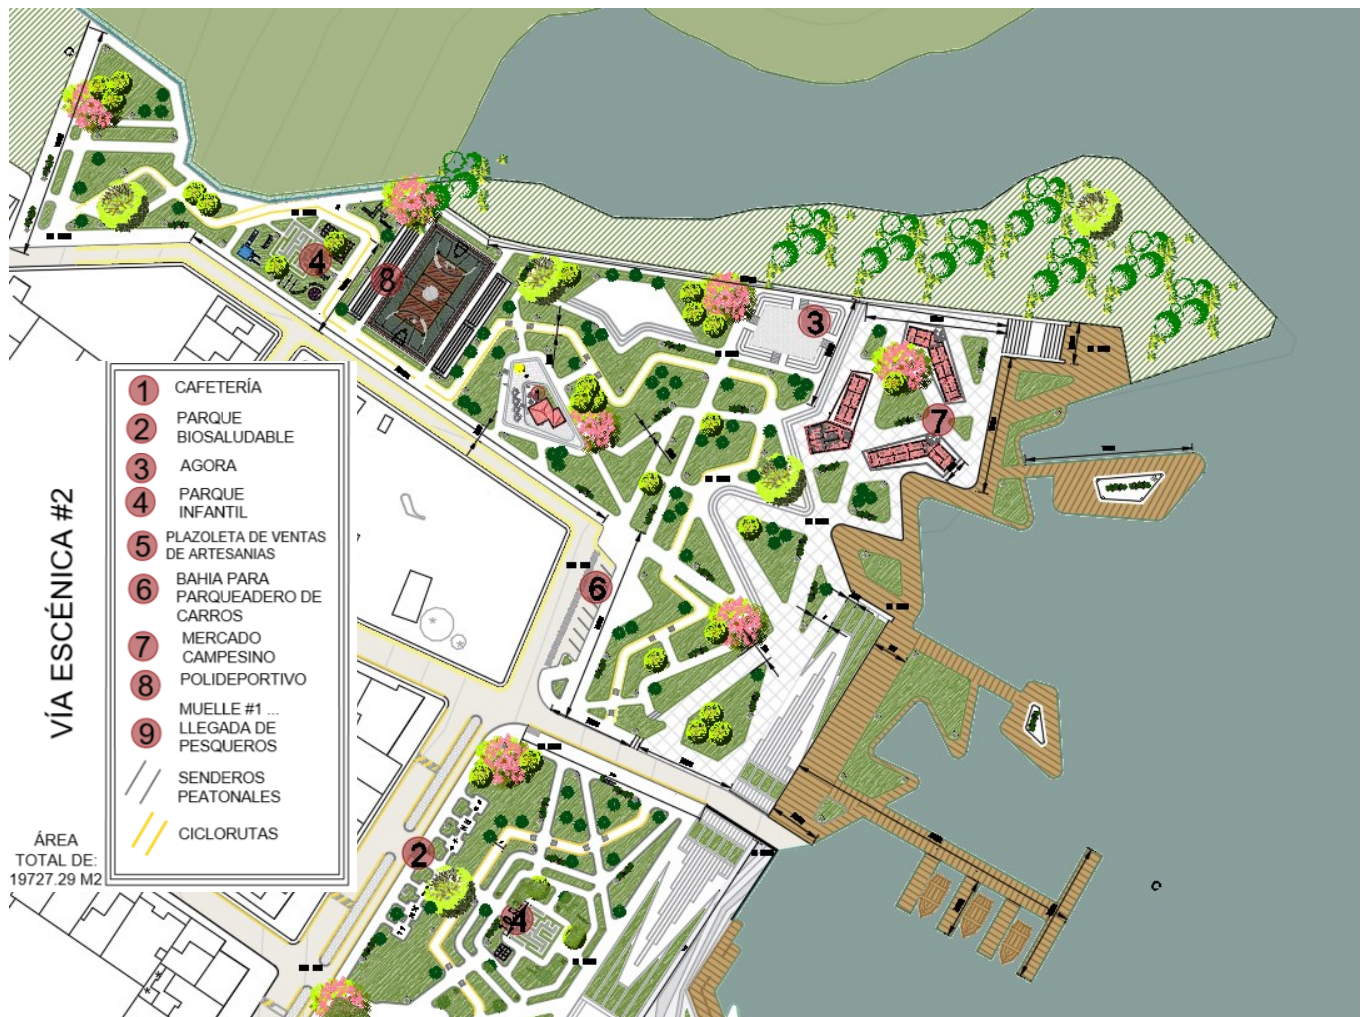 4
8
3
1
7
6
2
4
VÍA ESCÉNICA #2
1 CAFETERÍA
2 PARQUE
BIOSALUDABLE
3 AGORA
4 PARQUE
INFANTIL
5 PLAZOLETA DE VENTAS
DE ARTESANIAS
6 BAHIA PARA
PARQUEADERO DE
CARROS
7 MERCADO
CAMPESINO
8 POLIDEPORTIVO
MUELLE #1 ...
9 LLEGADA DE
PESQUEROS
SENDEROS
PEATONALES
CICLORUTAS
ÁREA
TOTAL DE:
19727.29 M2